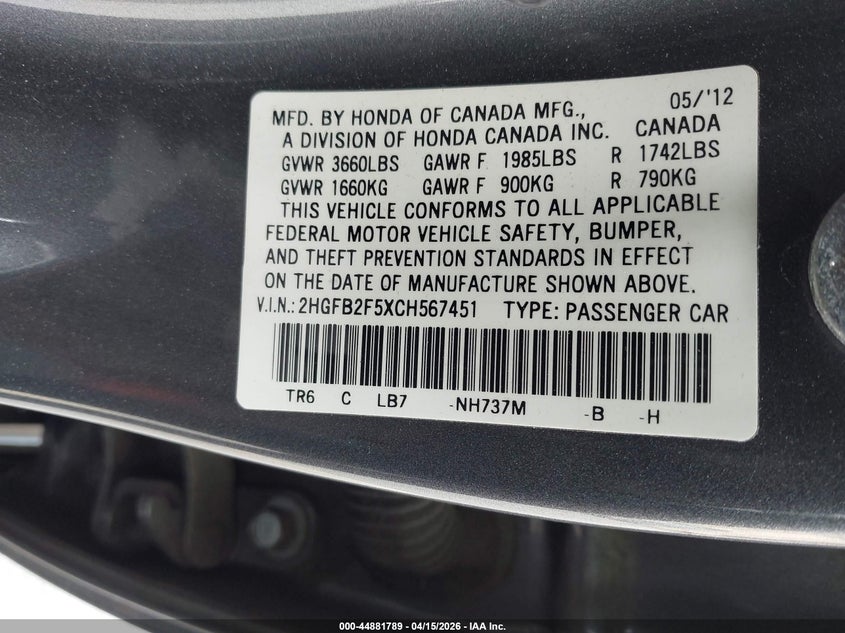 MFD. BY HONDA OF CANADA MFG., 05/'12
A DIVISION OF HONDA CANADA INC. CANADA
GVWR 3660LBS GAWR F 1985LBS R 1742LBS
GVWR 1660KG GAWR F 900KG R 790KG
THIS VEHICLE CONFORMS TO ALL APPLICABLE
FEDERAL MOTOR VEHICLE SAFETY, BUMPER,
AND THEFT PREVENTION STANDARDS IN EFFECT
ON THE DATE OF MANUFACTURE SHOWN ABOVE.
V.I.N.: 2HGFB2F5XCH567451 TYPE: PASSENGER CAR
TR6 C LB7 -NH737M -B -H
000-44881789 - 04/15/2026 - IAA Inc.